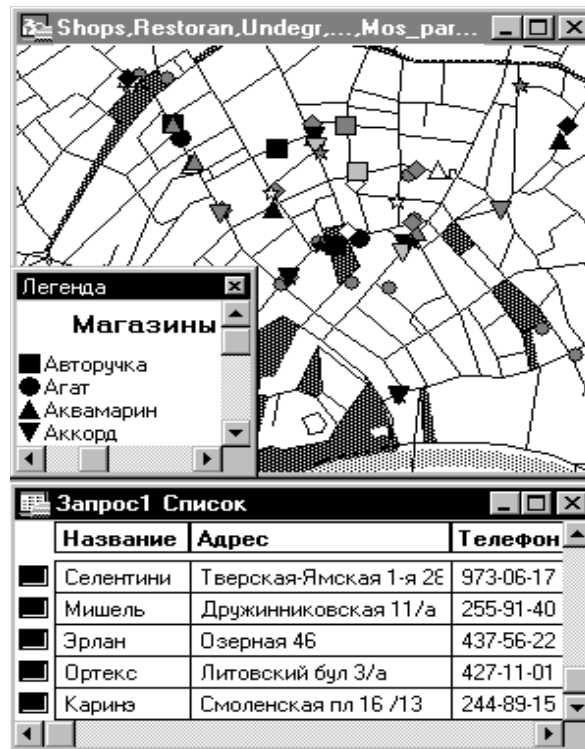 Shops,Restoran,Undegr,...,Mos_par...
Легенда
Магазины
Авторучка
Агат
Аквамарин
Аккорд
Запрос1 Список
Название Адрес Телефон
Селентини Тверская-Ямская 1-я 28 973-06-17
Мишель Дружинниковская 11/а 255-91-40
Эрлан Озерная 46 437-56-22
Ортекс Литовский бул 3/а 427-11-01
Каринэ Смоленская пл 16 /13 244-89-15